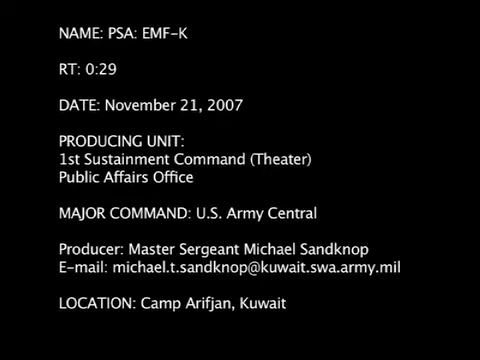 NAME: PSA: EMF-K
RT: 0:29
DATE: November 21, 2007
PRODUCING UNIT:
1st Sustainment Command (Theater)
Public Affairs Office
MAJOR COMMAND: U.S. Army Central
Producer: Master Sergeant Michael Sandknop
E-mail: michael.t.sandknop@kuwait.swa.army.mil
LOCATION: Camp Arifjan, Kuwait